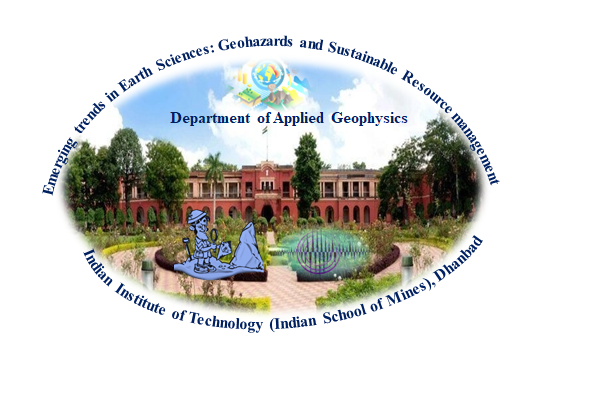 Emerging trends in Earth Sciences: Geohazards and Sustainable Resource management
Department of Applied Geophysics
Indian Institute of Technology (Indian School of Mines), Dhanbad